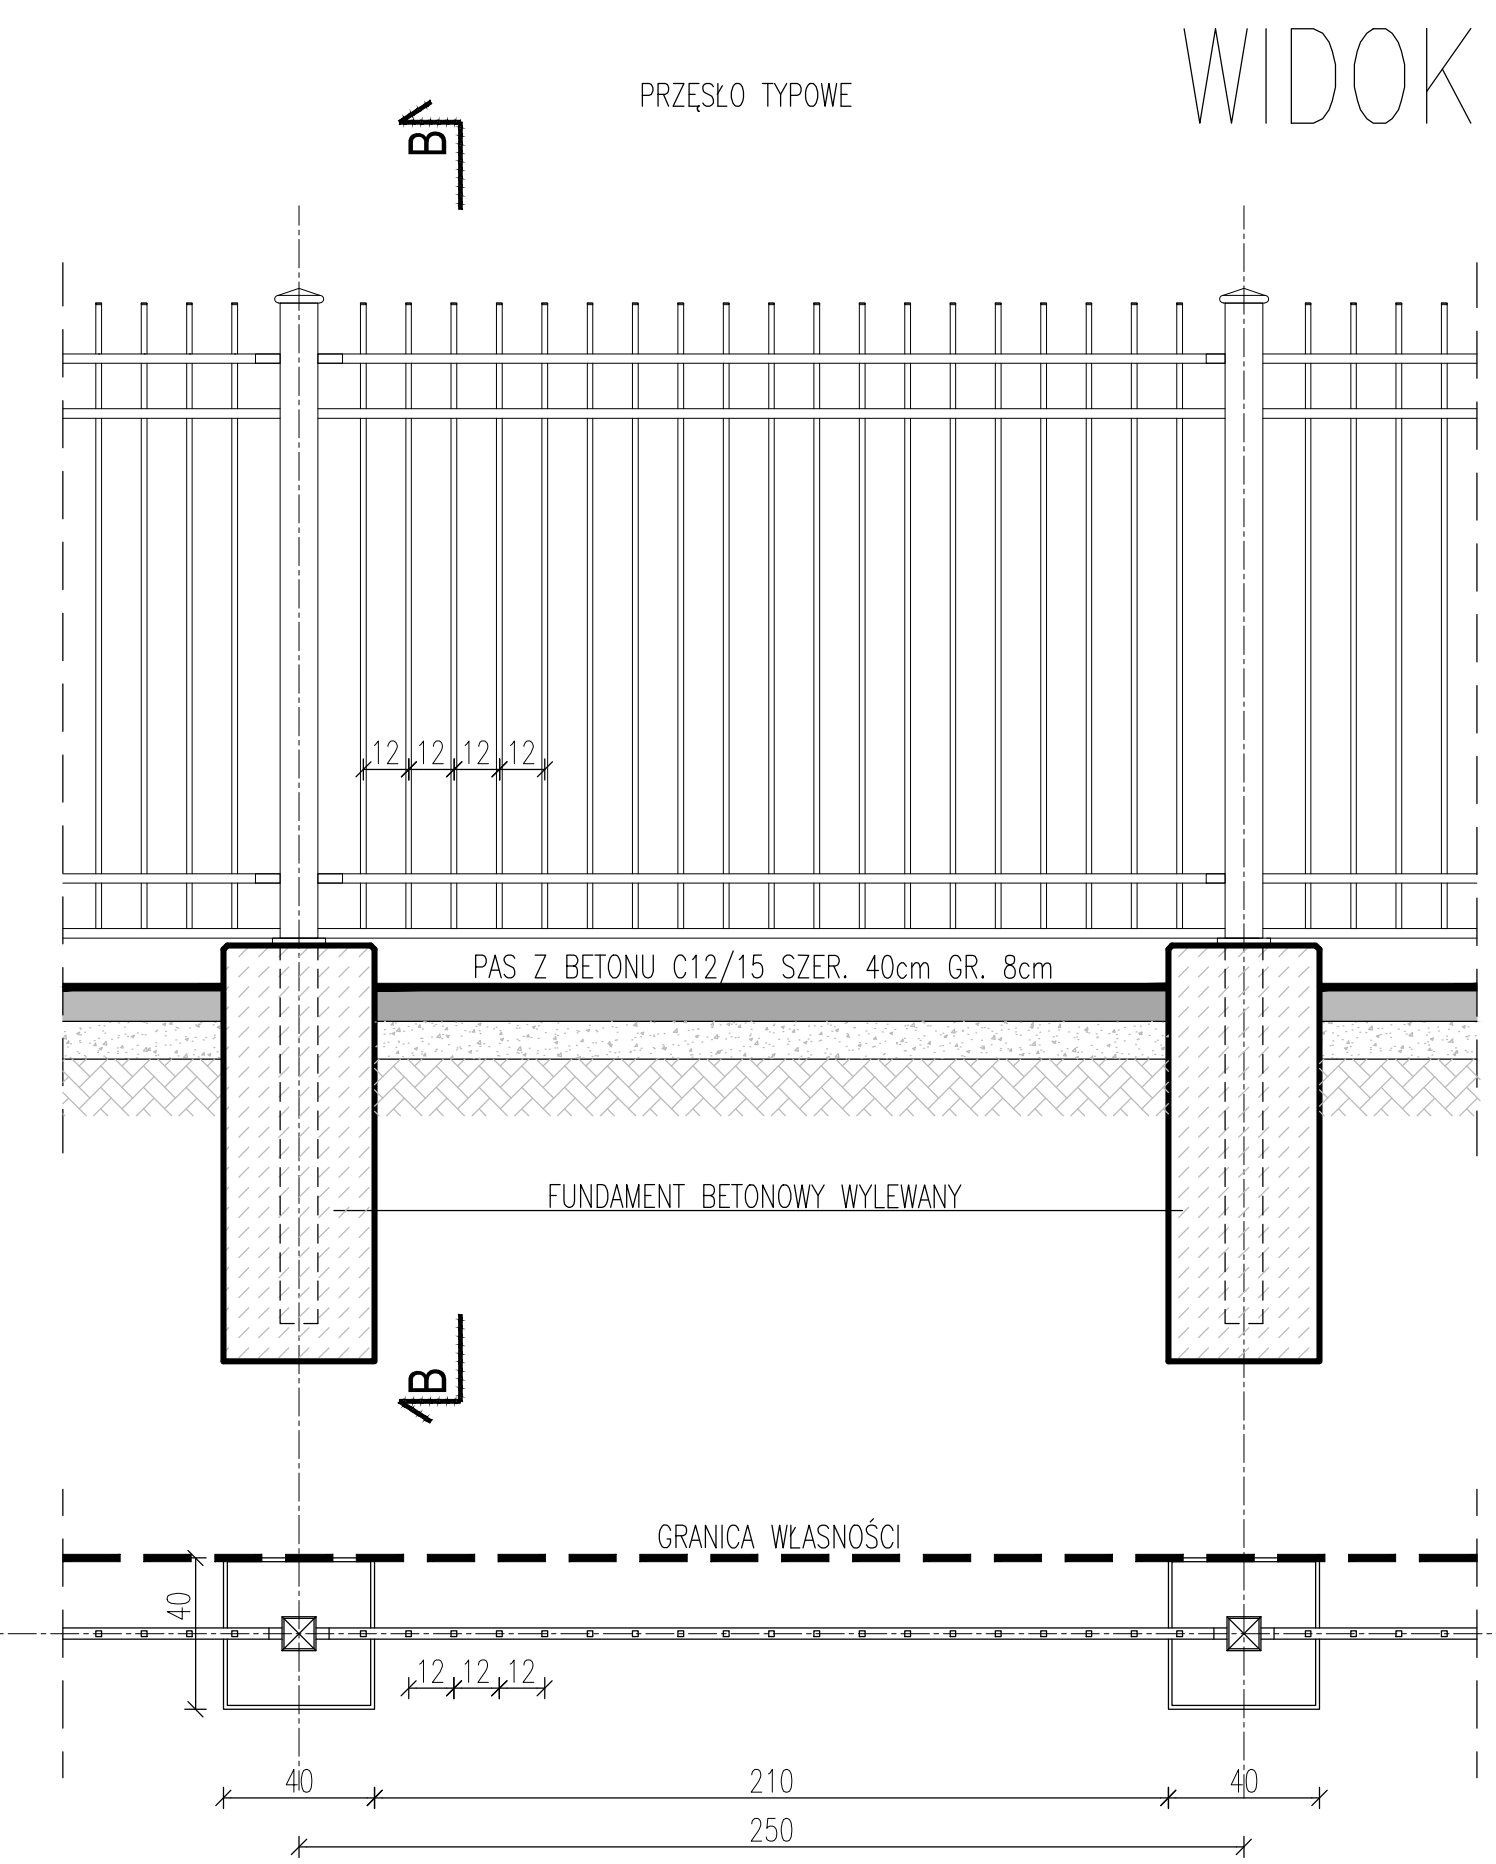 WIDOK
PRZĘSŁO TYPOWE
B
12 12 12 12
PAS Z BETONU C12/15 SZER. 40cm GR. 8cm
FUNDAMENT BETONOWY WYLEWANY
B
GRANICA WŁASNOŚCI
40
12 12 12
40 210 40
250